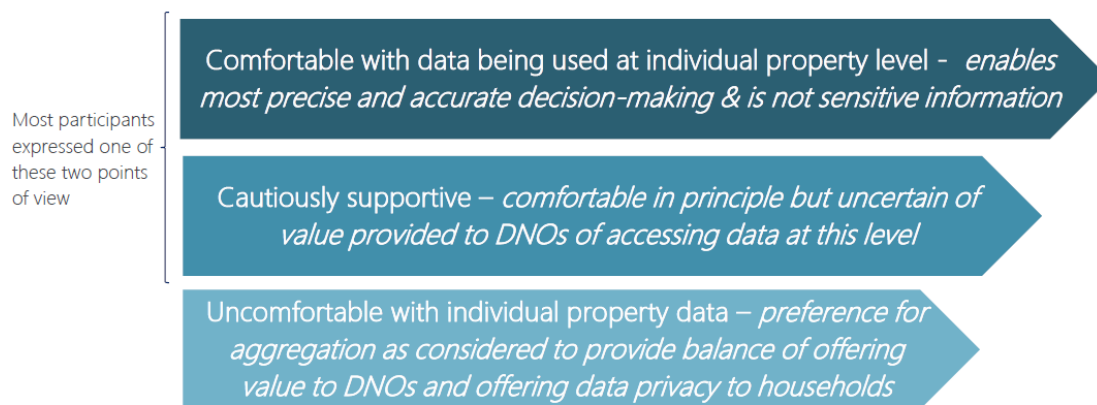 Comfortable with data being used at individual property level - enables
most precise and accurate decision-making & is not sensitive information
Most participants
expressed one of
these two points
of view
Cautiously supportive – comfortable in principle but uncertain of
value provided to DNOs of accessing data at this level
Uncomfortable with individual property data – preference for
aggregation as considered to provide balance of offering
value to DNOs and offering data privacy to households